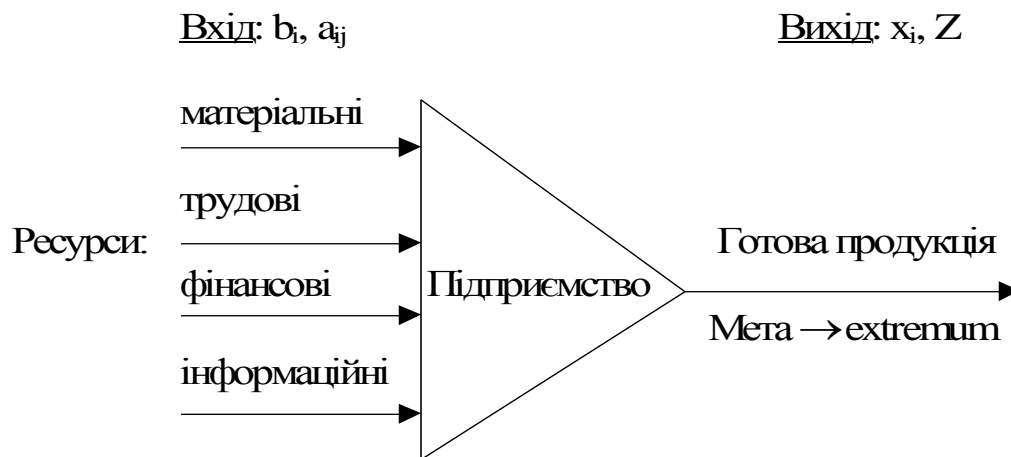 Вхід: bᵢ, aᵢⱼ
Вихід: xᵢ, Z
матеріальні
трудові
Ресурси:
фінансові
інформаційні
Підприємство
Готова продукція
Мета → extremum